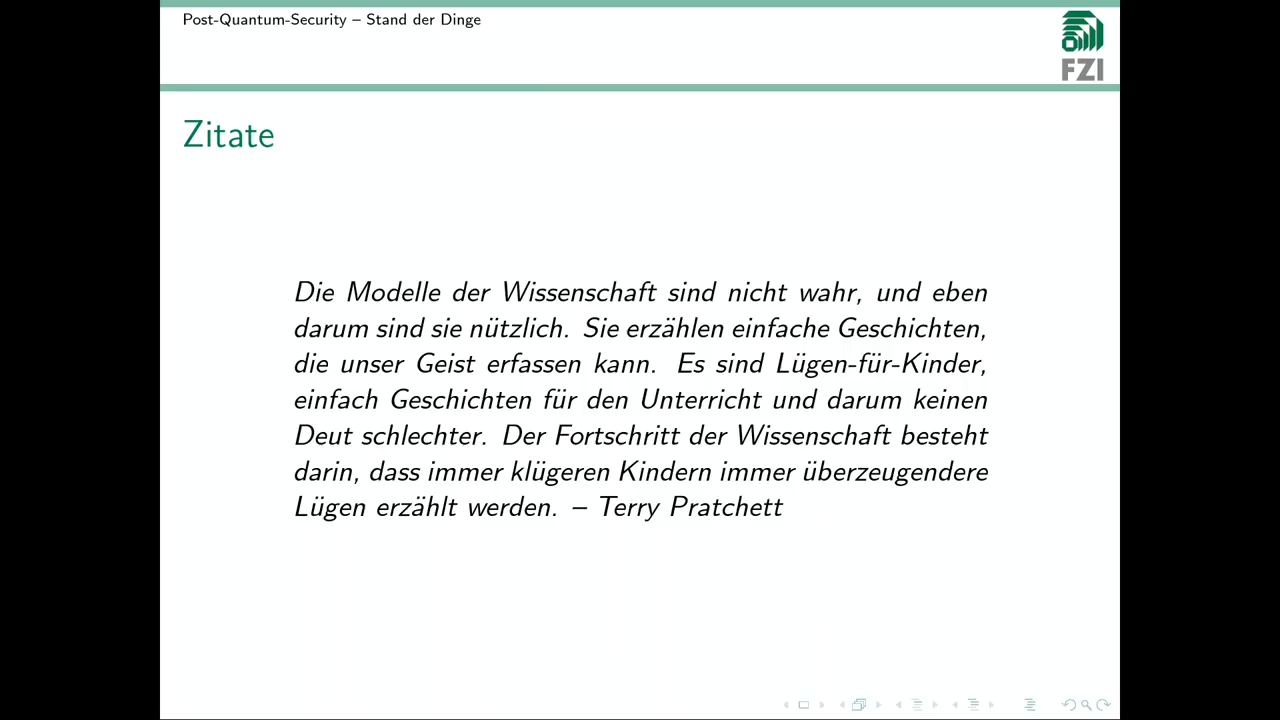 Post-Quantum-Security – Stand der Dinge
FZI
Zitate
Die Modelle der Wissenschaft sind nicht wahr, und eben
darum sind sie nützlich. Sie erzählen einfache Geschichten,
die unser Geist erfassen kann. Es sind Lügen-für-Kinder,
einfach Geschichten für den Unterricht und darum keinen
Deut schlechter. Der Fortschritt der Wissenschaft besteht
darin, dass immer klügeren Kindern immer überzeugendere
Lügen erzählt werden. – Terry Pratchett